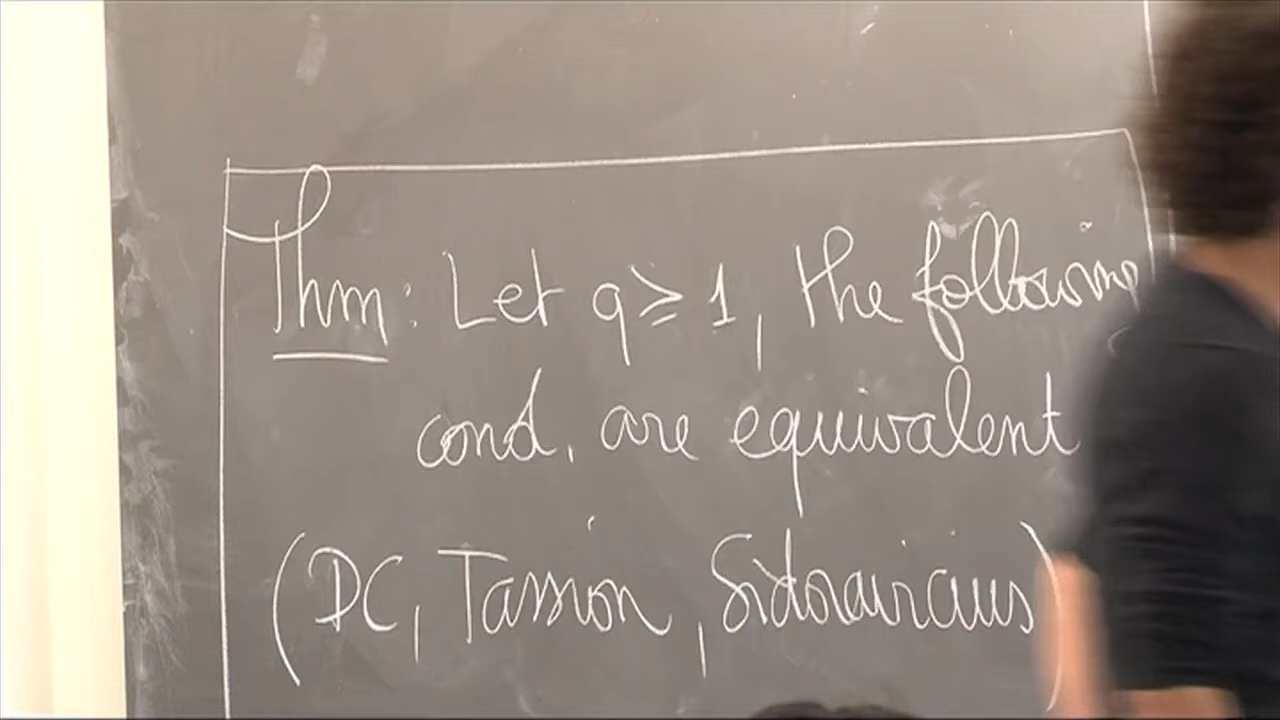 Thm: Let q ≥ 1, the following
cond. are equivalent
(DC, Tassion, Sidoravicius)